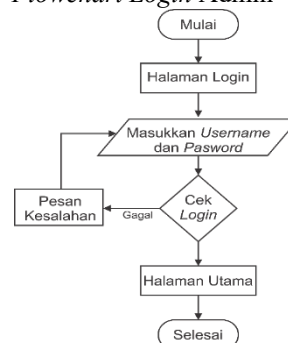 Flowchart Login Admin
Mulai
Halaman Login
Masukkan Username
dan Pasword
Cek
Login
Gagal
Pesan
Kesalahan
Halaman Utama
Selesai